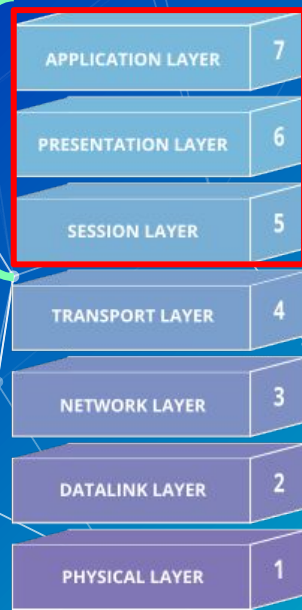 APPLICATION LAYER 7
PRESENTATION LAYER 6
SESSION LAYER 5
TRANSPORT LAYER 4
NETWORK LAYER 3
DATALINK LAYER 2
PHYSICAL LAYER 1